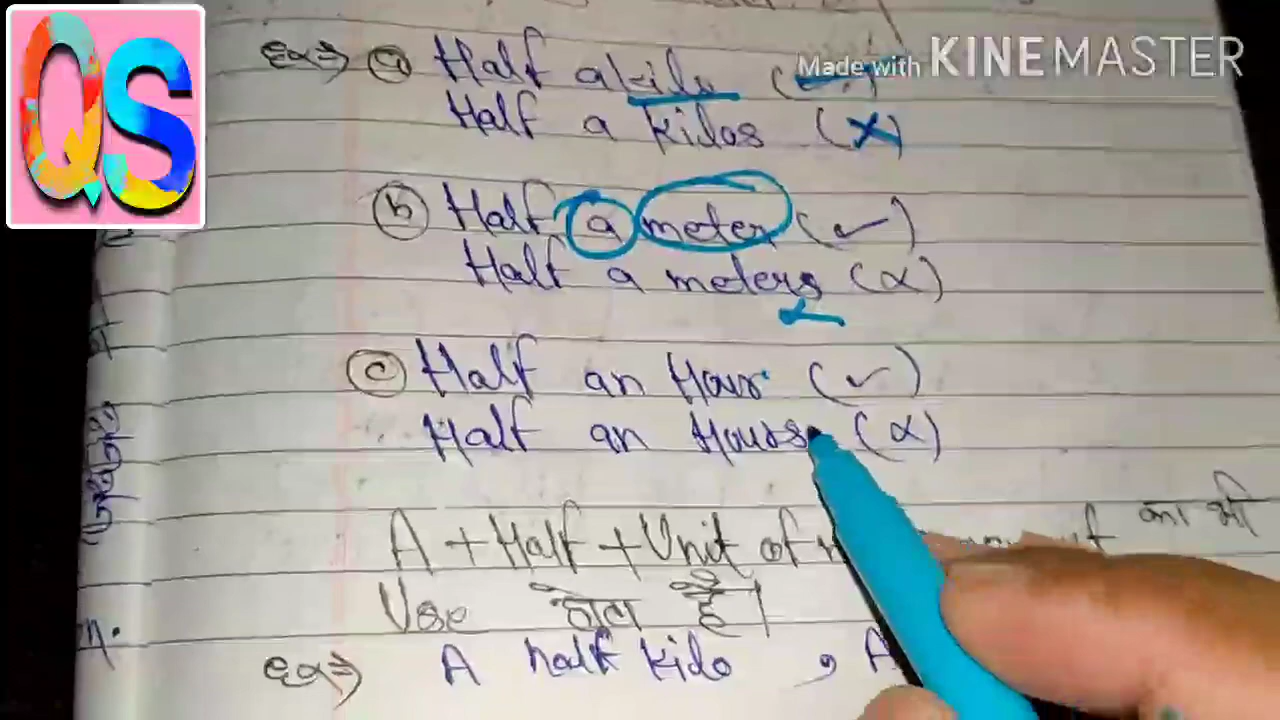 QS
Made with KINEMASTER
Ex⇒ (a) Half a kilo (✓)
Half a kilos (X)
(b) Half a meter (✓)
Half a meters (x)
(c) Half an Hour (✓)
Half an Hours (x)
A + Half + Unit of का भी
Use होता है।
Ex⇒ A half kilo , A